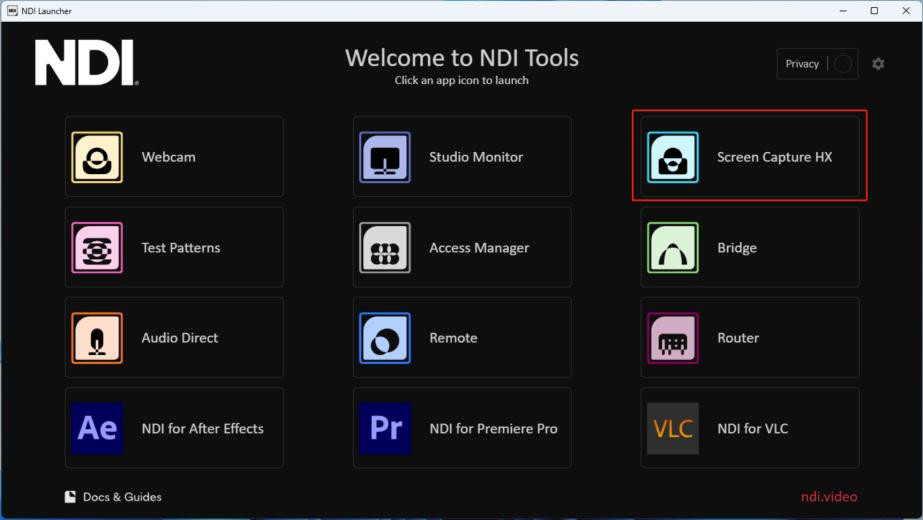 NDI Launcher
NDI
Welcome to NDI Tools
Click an app icon to launch
Privacy
Webcam
Studio Monitor
Screen Capture HX
Test Patterns
Access Manager
Bridge
Audio Direct
Remote
Router
Ae NDI for After Effects
Pr NDI for Premiere Pro
VLC NDI for VLC
Docs & Guides
ndi.video